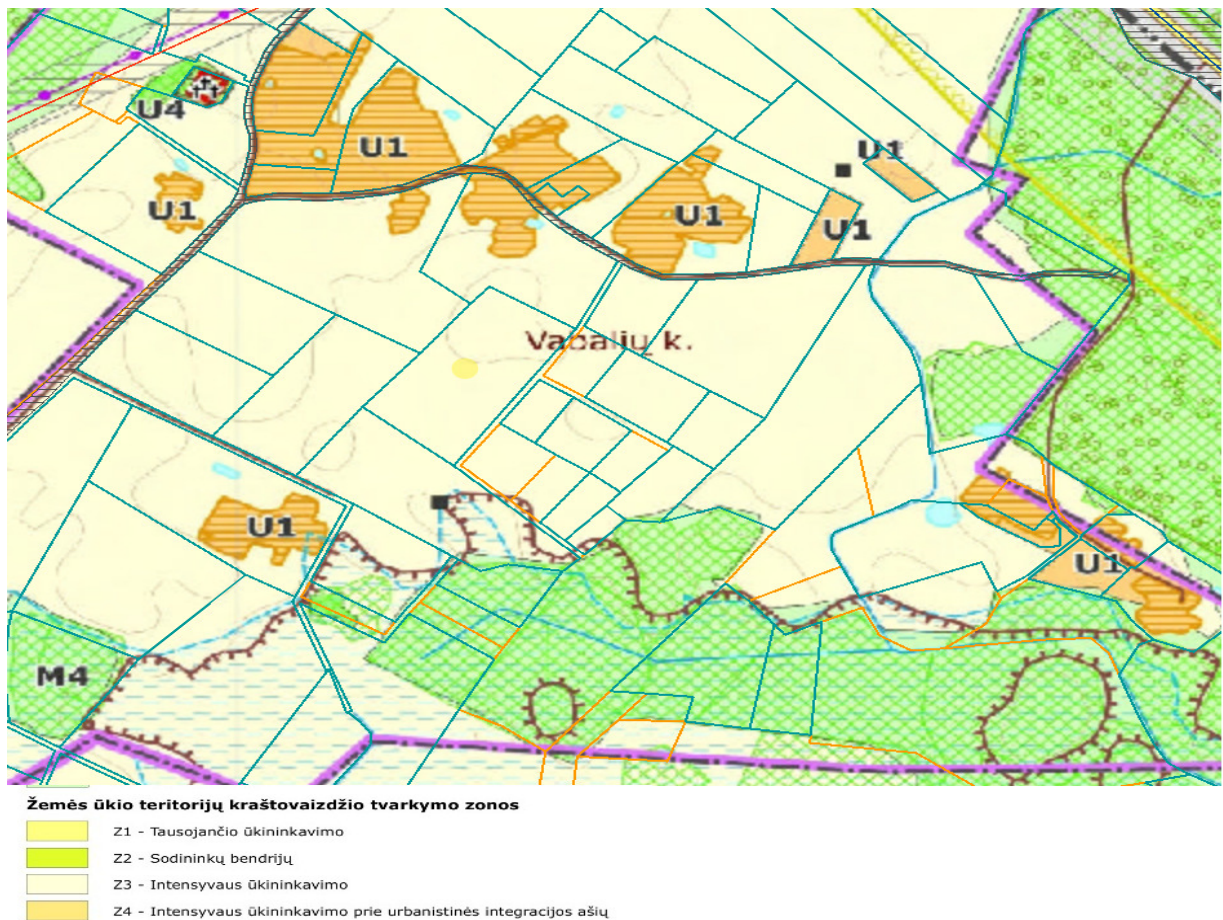 U4
U1
U1
U1
U1
U1
Vabalių k.
U1
U1
M4
Žemės ūkio teritorijų kraštovaizdžio tvarkymo zonos
Z1 - Tausojančio ūkininkavimo
Z2 - Sodininkų bendrijų
Z3 - Intensyvaus ūkininkavimo
Z4 - Intensyvaus ūkininkavimo prie urbanistinės integracijos ašių